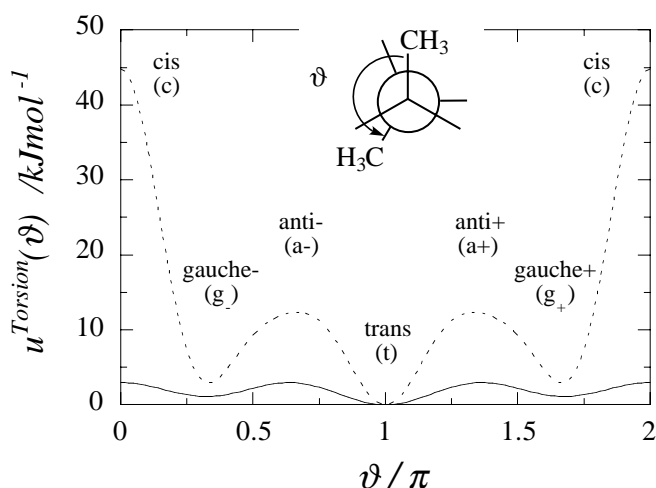 u^Torsion(ϑ) /kJmol^-1
50
40
30
20
10
0
cis
(c)
ϑ
CH3
H3C
cis
(c)
anti-
(a-)
anti+
(a+)
gauche-
(g-)
gauche+
(g+)
trans
(t)
0
0.5
1
1.5
2
ϑ/π